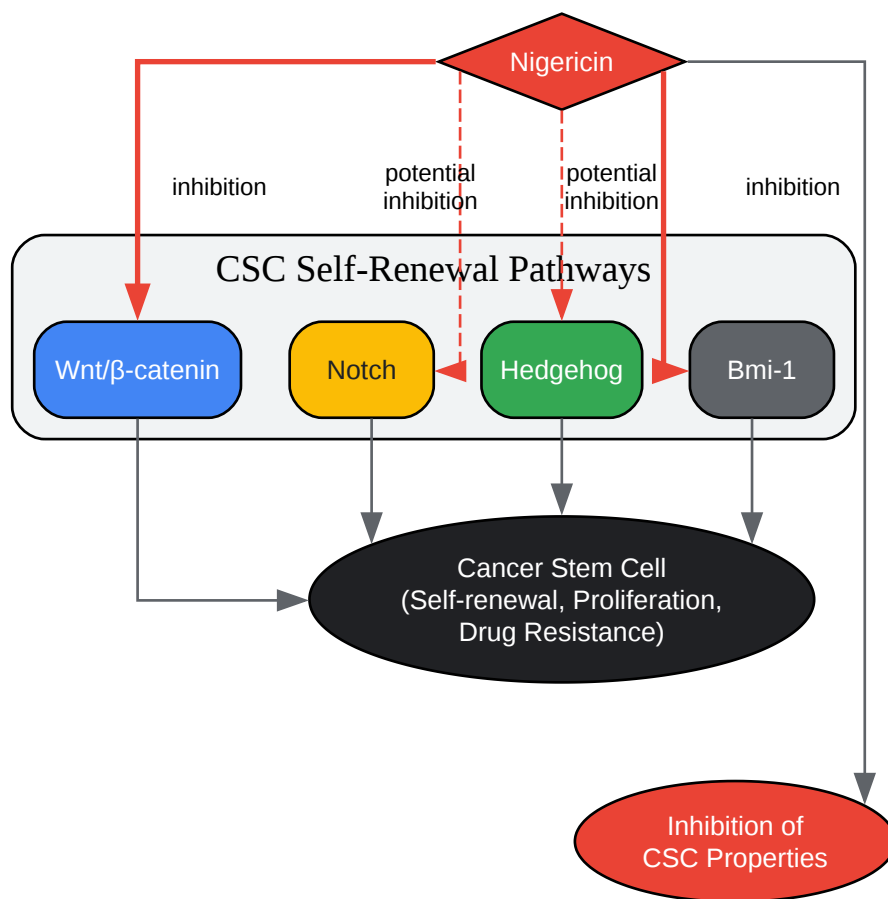 Nigericin
inhibition
potential
inhibition
potential
inhibition
inhibition
CSC Self-Renewal Pathways
Wnt/β-catenin
Notch
Hedgehog
Bmi-1
Cancer Stem Cell
(Self-renewal, Proliferation,
Drug Resistance)
Inhibition of
CSC Properties